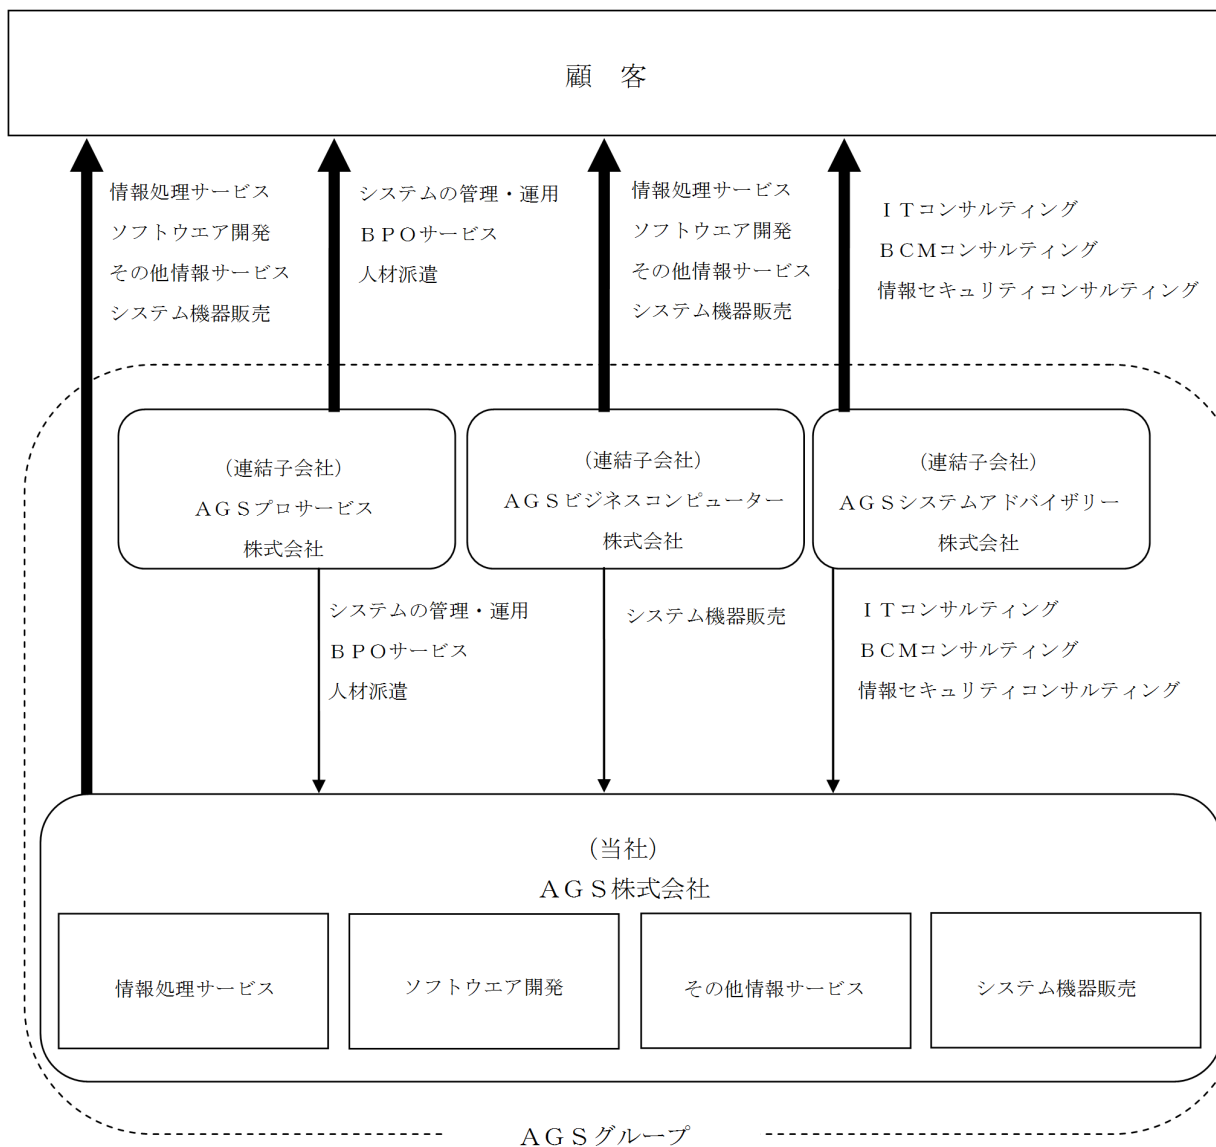 顧　客
情報処理サービス
ソフトウエア開発
その他情報サービス
システム機器販売
システムの管理・運用
ＢＰＯサービス
人材派遣
情報処理サービス
ソフトウエア開発
その他情報サービス
システム機器販売
ＩＴコンサルティング
ＢＣＭコンサルティング
情報セキュリティコンサルティング
（連結子会社）
ＡＧＳプロサービス
株式会社
（連結子会社）
ＡＧＳビジネスコンピューター
株式会社
（連結子会社）
ＡＧＳシステムアドバイザリー
株式会社
システムの管理・運用
ＢＰＯサービス
人材派遣
システム機器販売
ＩＴコンサルティング
ＢＣＭコンサルティング
情報セキュリティコンサルティング
（当社）
ＡＧＳ株式会社
情報処理サービス
ソフトウエア開発
その他情報サービス
システム機器販売
ＡＧＳグループ